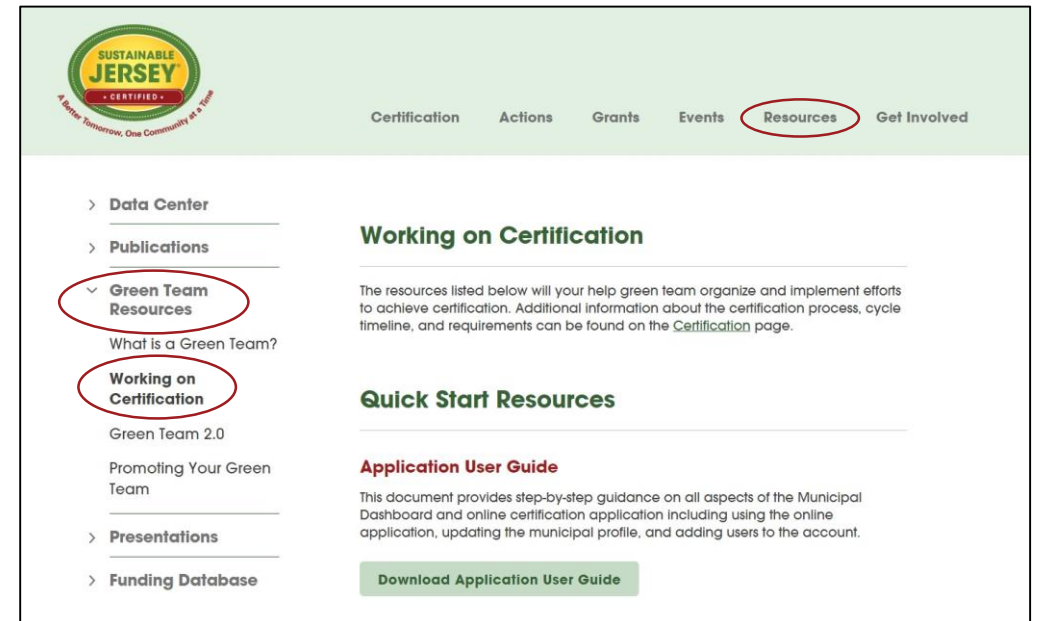 SUSTAINABLE
JERSEY
• CERTIFIED •
A Better Tomorrow, One Community at a Time
Certification Actions Grants Events Resources Get Involved
> Data Center
> Publications
Green Team
Resources
What is a Green Team?
Working on
Certification
Green Team 2.0
Promoting Your Green
Team
> Presentations
> Funding Database
Working on Certification
The resources listed below will your help green team organize and implement efforts
to achieve certification. Additional information about the certification process, cycle
timeline, and requirements can be found on the Certification page.
Quick Start Resources
Application User Guide
This document provides step-by-step guidance on all aspects of the Municipal
Dashboard and online certification application including using the online
application, updating the municipal profile, and adding users to the account.
Download Application User Guide